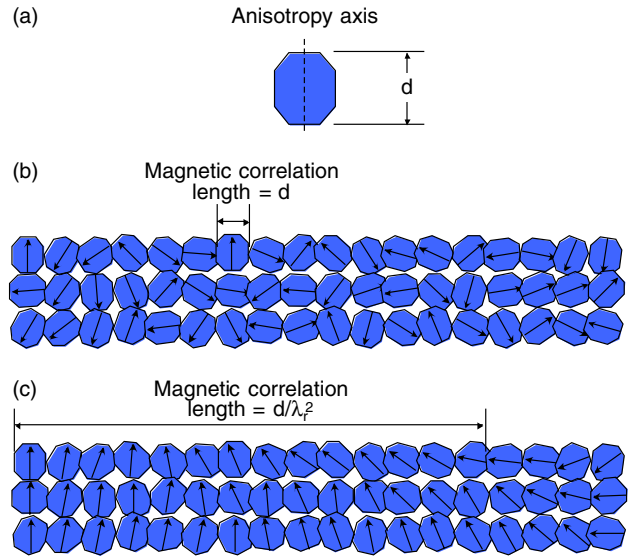 (a)
Anisotropy axis
d
(b)
Magnetic correlation
length = d
(c)
Magnetic correlation
length = d/λᵣ²